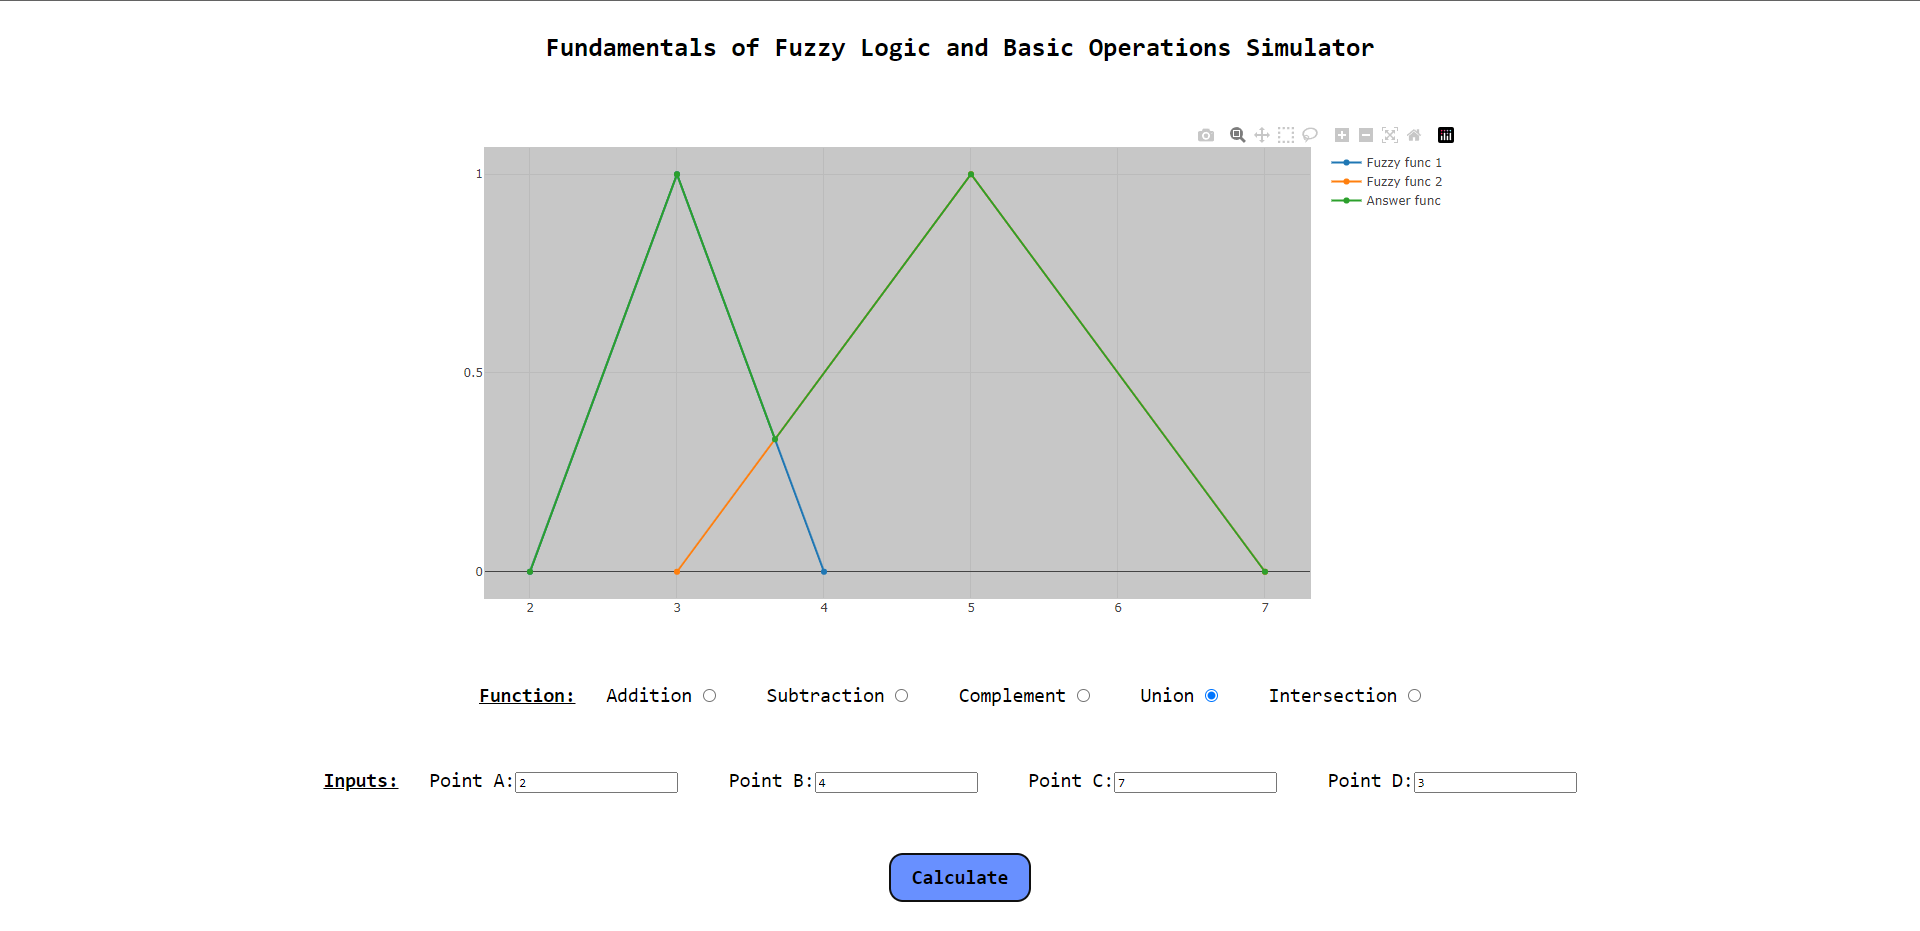 Fundamentals of Fuzzy Logic and Basic Operations Simulator
Fuzzy func 1
Fuzzy func 2
Answer func
1
0.5
0
2 3 4 5 6 7
Function: Addition Subtraction Complement Union Intersection
Inputs: Point A: 2 Point B: 4 Point C: 7 Point D: 3
Calculate